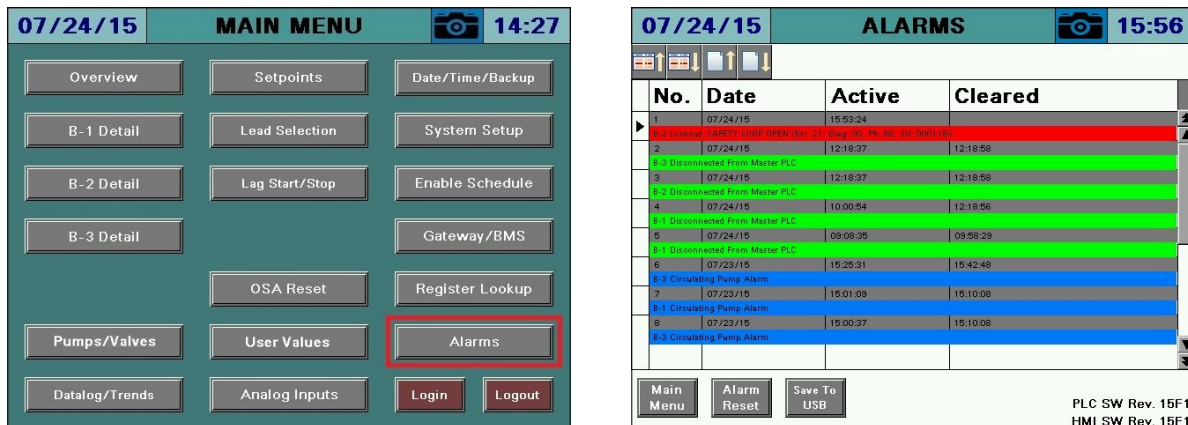 07/24/15 MAIN MENU 14:27
Overview Setpoints Date/Time/Backup
B-1 Detail Lead Selection System Setup
B-2 Detail Lag Start/Stop Enable Schedule
B-3 Detail Gateway/BMS
OSA Reset Register Lookup
Pumps/Valves User Values Alarms
Datalog/Trends Analog Inputs Login Logout
07/24/15 ALARMS 15:56
No. Date Active Cleared
1 07/24/15 15:53:24
B-2 Lockout: SAFETY LOOP OPEN (Err: 21, Diag: 00, Ph: 60, SU: 000118)
2 07/24/15 12:18:37 12:18:58
B-3 Disconnected From Master PLC
3 07/24/15 12:18:37 12:18:58
B-2 Disconnected From Master PLC
4 07/24/15 10:00:54 12:18:56
B-1 Disconnected From Master PLC
5 07/24/15 09:08:35 09:58:29
B-1 Disconnected From Master PLC
6 07/23/15 15:25:31 15:42:48
B-3 Circulating Pump Alarm
7 07/23/15 15:01:09 15:10:08
B-1 Circulating Pump Alarm
8 07/23/15 15:00:37 15:10:08
B-3 Circulating Pump Alarm
Main Menu Alarm Reset Save To USB
PLC SW Rev. 15F1
HMI SW Rev. 15F1